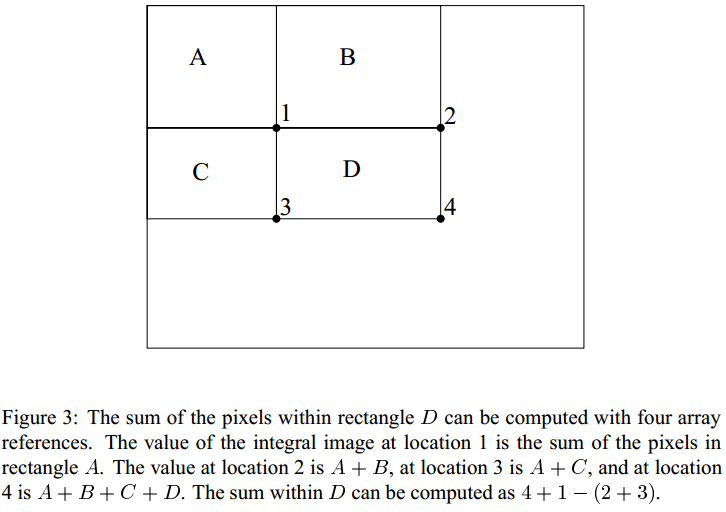 A B
1 2
C D
3 4
Figure 3: The sum of the pixels within rectangle D can be computed with four array
references. The value of the integral image at location 1 is the sum of the pixels in
rectangle A. The value at location 2 is A + B, at location 3 is A + C, and at location
4 is A + B + C + D. The sum within D can be computed as 4 + 1 − (2 + 3).